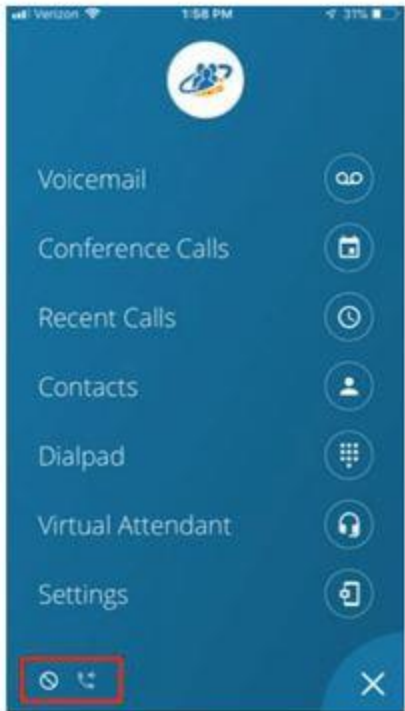 Verizon 1:58 PM 31%
Voicemail
Conference Calls
Recent Calls
Contacts
Dialpad
Virtual Attendant
Settings